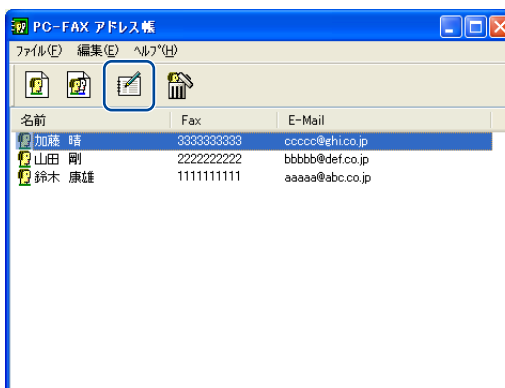 PC-FAX アドレス帳
ファイル(F) 編集(E) ヘルプ(H)
名前 Fax E-Mail
加藤 晴 3333333333 ccccc@ghi.co.jp
山田 剛 2222222222 bbbbb@def.co.jp
鈴木 康雄 1111111111 aaaaa@abc.co.jp